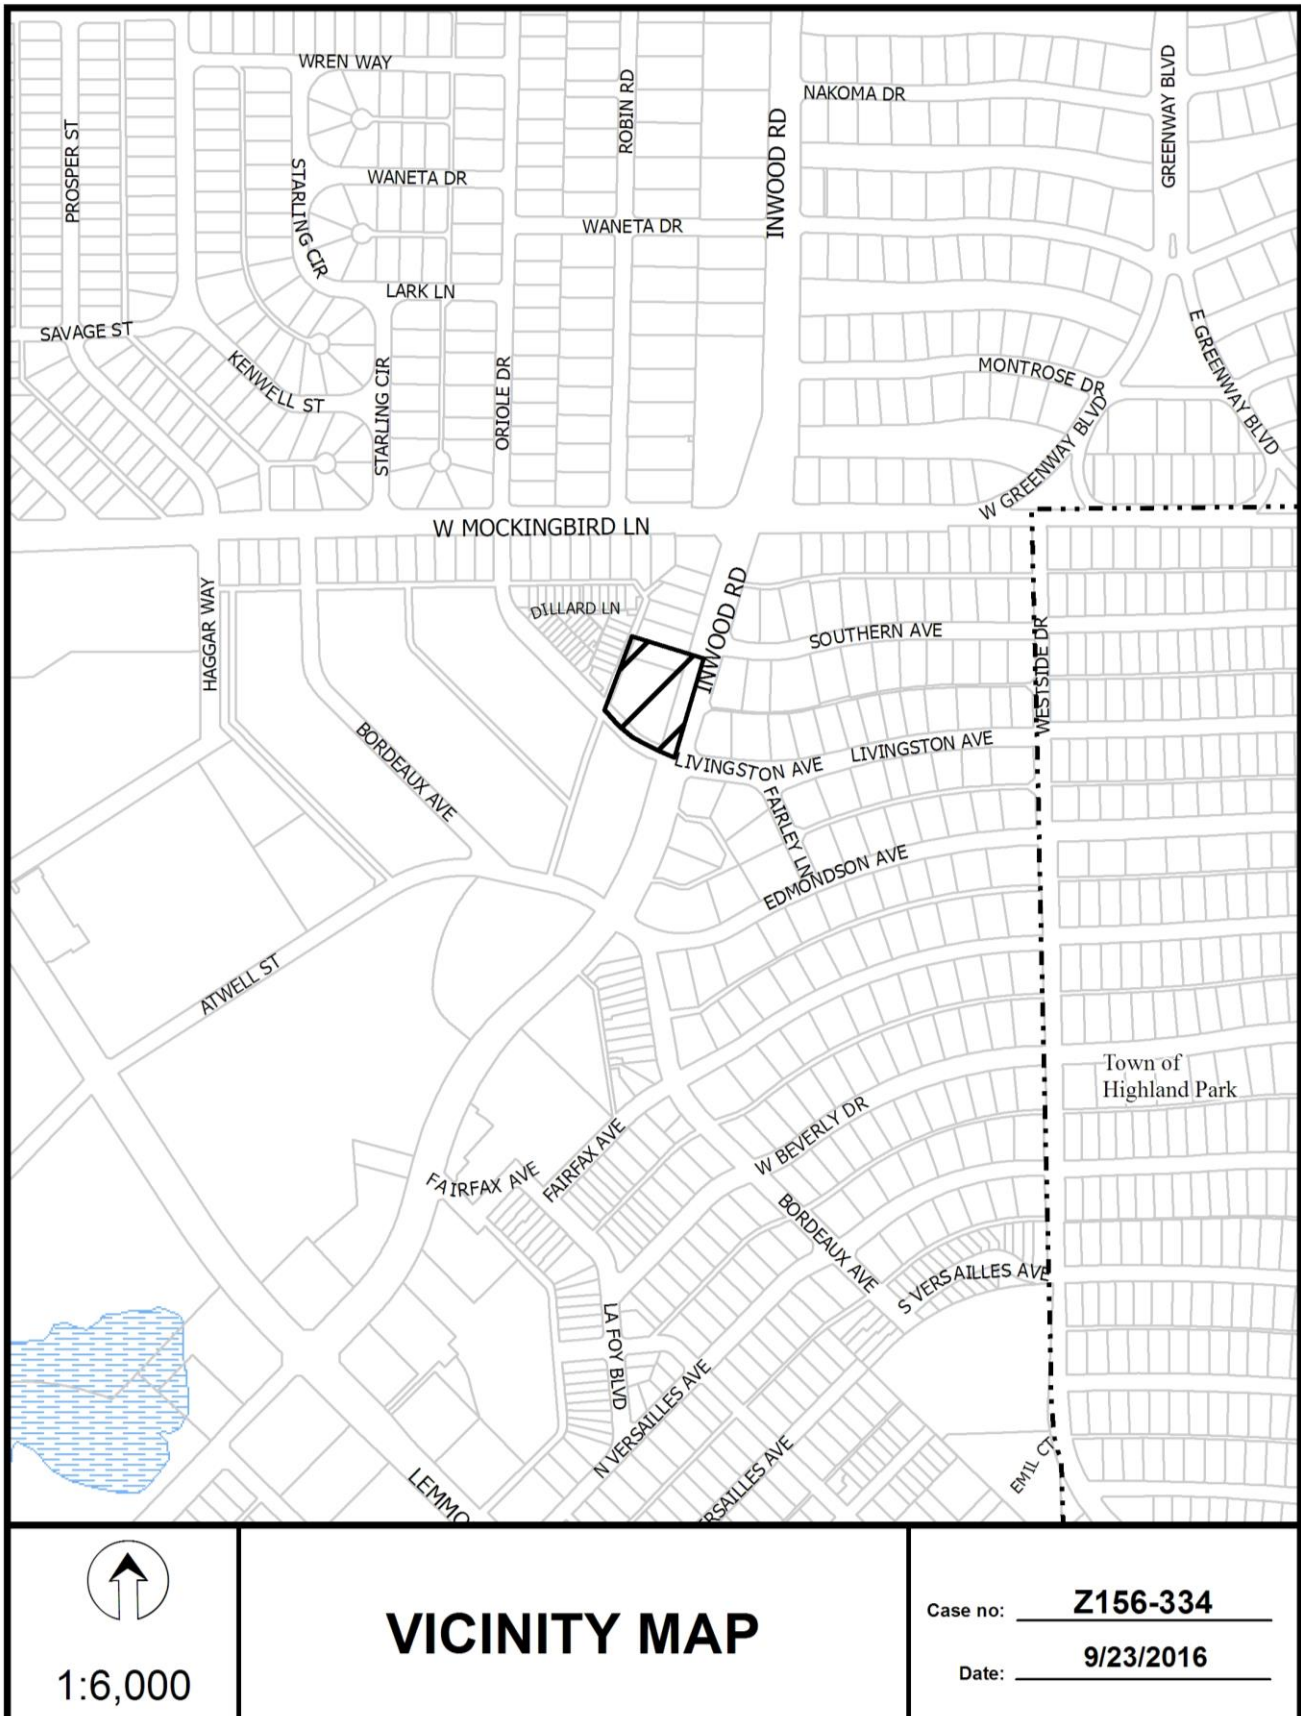 WREN WAY
ROBIN RD
GREENWAY BLVD
NAKOMA DR
INWOOD RD
PROSPER ST
STARLING CIR
WANETA DR
WANETA DR
LARK LN
SAVAGE ST
KENWELL ST
STARLING CIR
ORIOLE DR
MONTROSE DR
E GREENWAY BLVD
W GREENWAY BLVD
W MOCKINGBIRD LN
HAGGAR WAY
DILLARD LN
INWOOD RD
SOUTHERN AVE
WESTSIDE DR
BORDEAUX AVE
LIVINGSTON AVE
LIVINGSTON AVE
FAIRLEY LN
EDMONDSON AVE
ATWELL ST
Town of
Highland Park
W BEVERLY DR
FAIRFAX AVE
FAIRFAX AVE
BORDEAUX AVE
S VERSAILLES AVE
LA FOY BLVD
N VERSAILLES AVE
RSAILLES AVE
EMIL CT
LEMMO
1:6,000
VICINITY MAP
Case no: Z156-334
Date: 9/23/2016